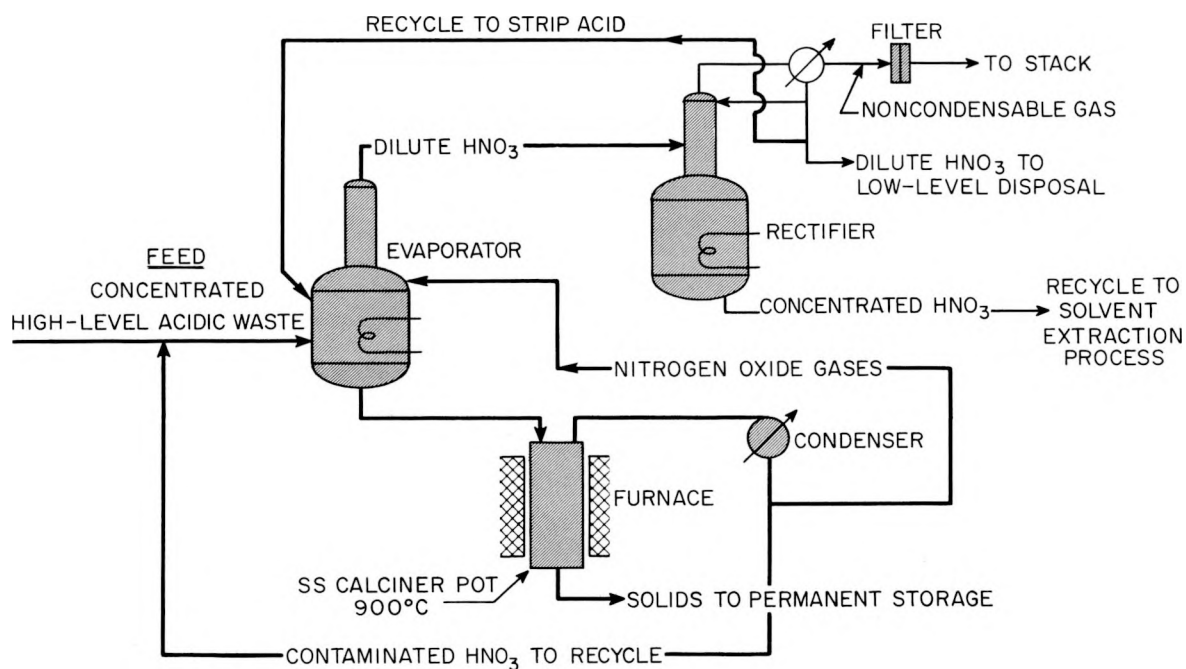 RECYCLE TO STRIP ACID
FILTER
TO STACK
NONCONDENSABLE GAS
DILUTE HNO₃
DILUTE HNO₃ TO
LOW-LEVEL DISPOSAL
EVAPORATOR
RECTIFIER
FEED
CONCENTRATED
HIGH-LEVEL ACIDIC WASTE
CONCENTRATED HNO₃
RECYCLE TO
SOLVENT
EXTRACTION
PROCESS
NITROGEN OXIDE GASES
CONDENSER
FURNACE
SS CALCINER POT
900°C
SOLIDS TO PERMANENT STORAGE
CONTAMINATED HNO₃ TO RECYCLE